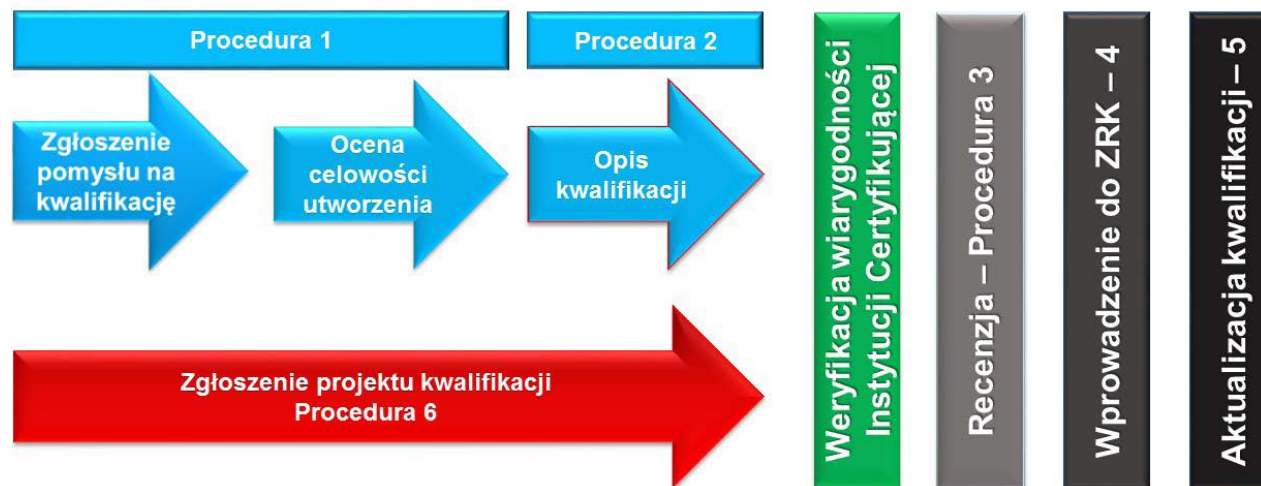 Procedura 1
Procedura 2
Zgłoszenie
pomysłu na
kwalifikację
Ocena
celowości
utworzenia
Opis
kwalifikacji
Zgłoszenie projektu kwalifikacji
Procedura 6
Weryfikacja wiarygodności
Instytucji Certyfikującej
Recenzja – Procedura 3
Wprowadzenie do ZRK – 4
Aktualizacja kwalifikacji – 5